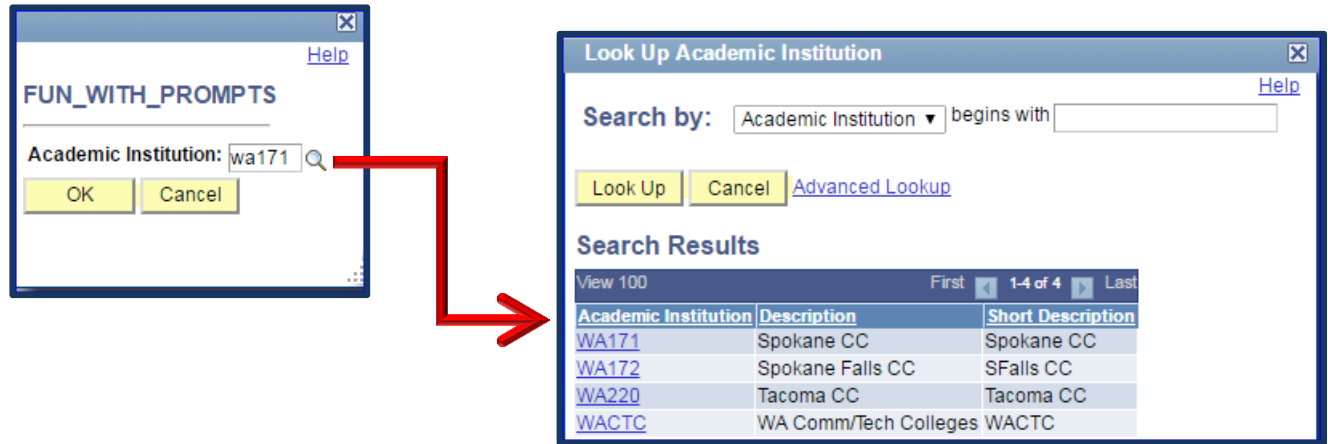 Help
FUN_WITH_PROMPTS
Academic Institution: wa171
OK Cancel
Look Up Academic Institution
Help
Search by: Academic Institution begins with
Look Up Cancel Advanced Lookup
Search Results
View 100 First 1-4 of 4 Last
Academic Institution Description Short Description
WA171 Spokane CC Spokane CC
WA172 Spokane Falls CC SFalls CC
WA220 Tacoma CC Tacoma CC
WACTC WA Comm/Tech Colleges WACTC